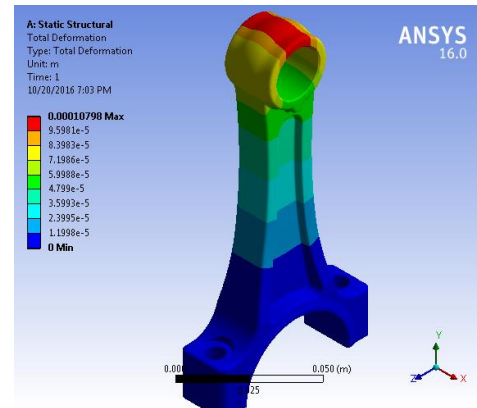 A: Static Structural
Total Deformation
Type: Total Deformation
Unit: m
Time: 1
10/20/2016 7:03 PM
0.00010798 Max
9.5981e-5
8.3983e-5
7.1986e-5
5.9988e-5
4.799e-5
3.5993e-5
2.3995e-5
1.1998e-5
0 Min
ANSYS
16.0
0.050 (m)
Y
Z
X